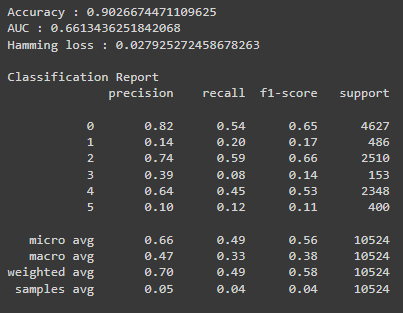 Accuracy : 0.9026674471109625
AUC : 0.6613436251842068
Hamming loss : 0.027925272458678263
Classification Report
precision recall f1-score support
0 0.82 0.54 0.65 4627
1 0.14 0.20 0.17 486
2 0.74 0.59 0.66 2510
3 0.39 0.08 0.14 153
4 0.64 0.45 0.53 2348
5 0.10 0.12 0.11 400
micro avg 0.66 0.49 0.56 10524
macro avg 0.47 0.33 0.38 10524
weighted avg 0.70 0.49 0.58 10524
samples avg 0.05 0.04 0.04 10524